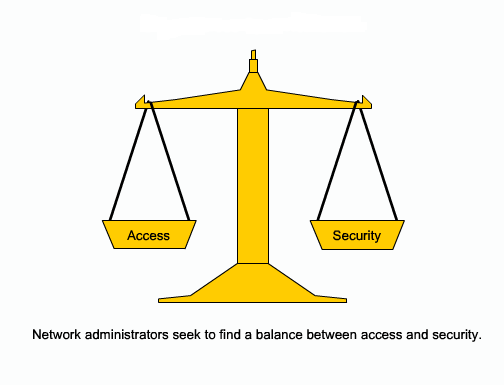 Access
Security
Network administrators seek to find a balance between access and security.